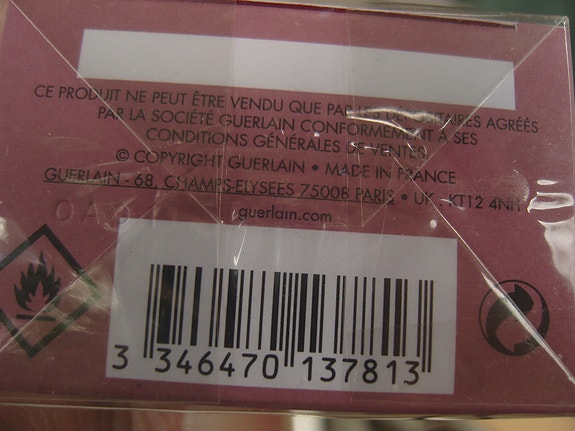 CE PRODUIT NE PEUT ÊTRE VENDU QUE PAR LES DÉPOSITAIRES AGRÉÉS
PAR LA SOCIÉTÉ GUERLAIN CONFORMÉMENT À SES
CONDITIONS GÉNÉRALES DE VENTES.
© COPYRIGHT GUERLAIN • MADE IN FRANCE
GUERLAIN - 68, CHAMPS-ELYSEES 75008 PARIS • UK - KT12 4NH
guerlain.com
3 346470 137813